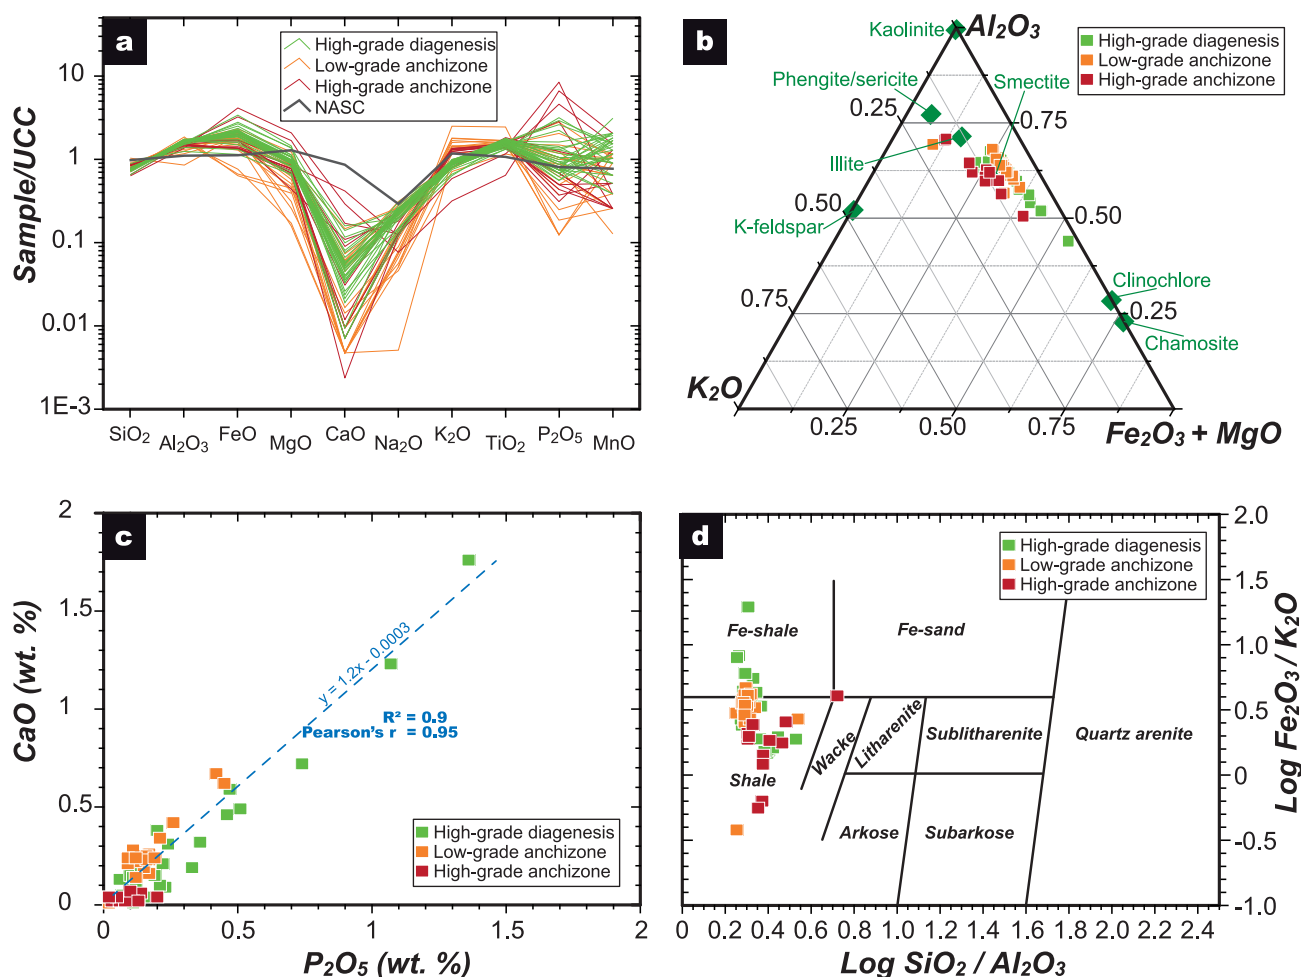 a
High-grade diagenesis
Low-grade anchizone
High-grade anchizone
NASC
Sample/UCC
10
1
0.1
0.01
1E-3
SiO₂
Al₂O₃
FeO
MgO
CaO
Na₂O
K₂O
TiO₂
P₂O₅
MnO
b
Al₂O₃
Kaolinite
High-grade diagenesis
Low-grade anchizone
High-grade anchizone
Phengite/sericite
Smectite
0.25
0.75
Illite
0.50
0.50
K-feldspar
Clinochlore
0.75
0.25
Chamosite
K₂O
0.25
0.50
0.75
Fe₂O₃ + MgO
c
CaO (wt. %)
2
1.5
1
0.5
0
y = 1.2x - 0.0003
R² = 0.9
Pearson's r = 0.95
High-grade diagenesis
Low-grade anchizone
High-grade anchizone
0
0.5
1
1.5
2
P₂O₅ (wt. %)
d
High-grade diagenesis
Low-grade anchizone
High-grade anchizone
Fe-shale
Fe-sand
Shale
Wacke
Litharenite
Sublitharenite
Quartz arenite
Arkose
Subarkose
2.0
1.5
1.0
0.5
0
-0.5
-1.0
Log Fe₂O₃ / K₂O
0 0.2 0.4 0.6 0.8 1.0 1.2 1.4 1.6 1.8 2.0 2.2 2.4
Log SiO₂ / Al₂O₃